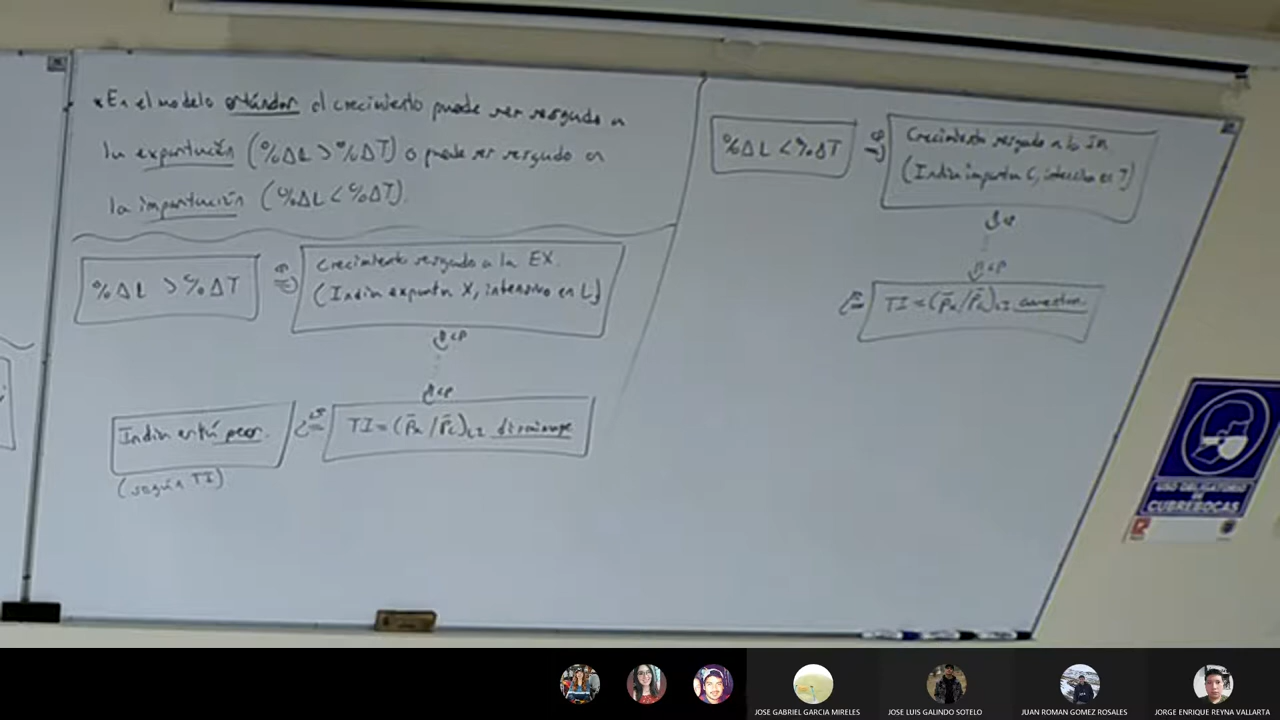 * En el modelo estándar el crecimiento puede ser sesgado a
la exportación (%ΔL > %ΔT) o puede ser sesgado a
la importación (%ΔL < %ΔT).
%ΔL > %ΔT
Crecimiento sesgado a la EX.
(India exporta X, intensivo en L)
TI = (P̄x / P̄c)LI disminuye
India está peor.
(según TI)
%ΔL < %ΔT
Crecimiento sesgado a la IM
(India importa C, intensivo en T)
TI = (P̄x / P̄c)LI aumentan
USO OBLIGATORIO
DE
CUBREBOCAS
JOSE GABRIEL GARCIA MIRELES
JOSE LUIS GALINDO SOTELO
JUAN ROMAN GOMEZ ROSALES
JORGE ENRIQUE REYNA VALLARTA